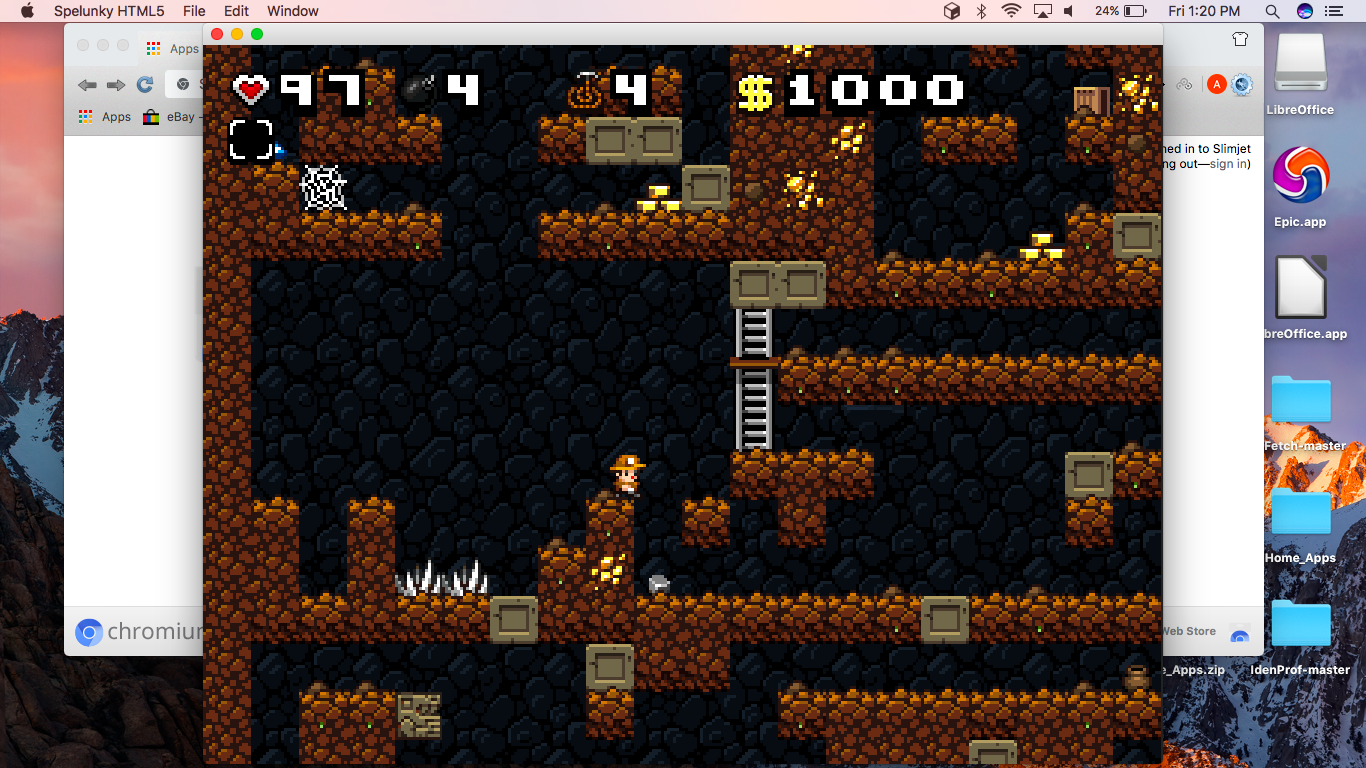 Spelunky HTML5 File Edit Window 24% Fri 1:20 PM
Apps
97 4 4 $1000
A
Apps eBay -
ned in to Slimjet
ng out—sign in)
LibreOffice
Epic.app
breOffice.app
Fetch-master
Home_Apps
chromiu
Web Store
e_Apps.zip IdenProf-master